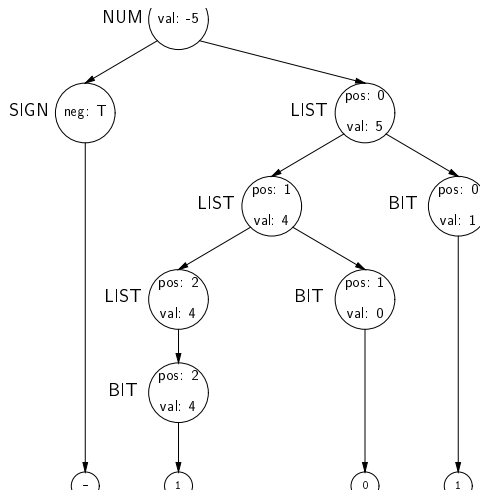 NUM
val: -5
SIGN
neg: T
LIST
pos: 0
val: 5
LIST
pos: 1
val: 4
BIT
pos: 0
val: 1
LIST
pos: 2
val: 4
BIT
pos: 1
val: 0
BIT
pos: 2
val: 4
–
1
0
1